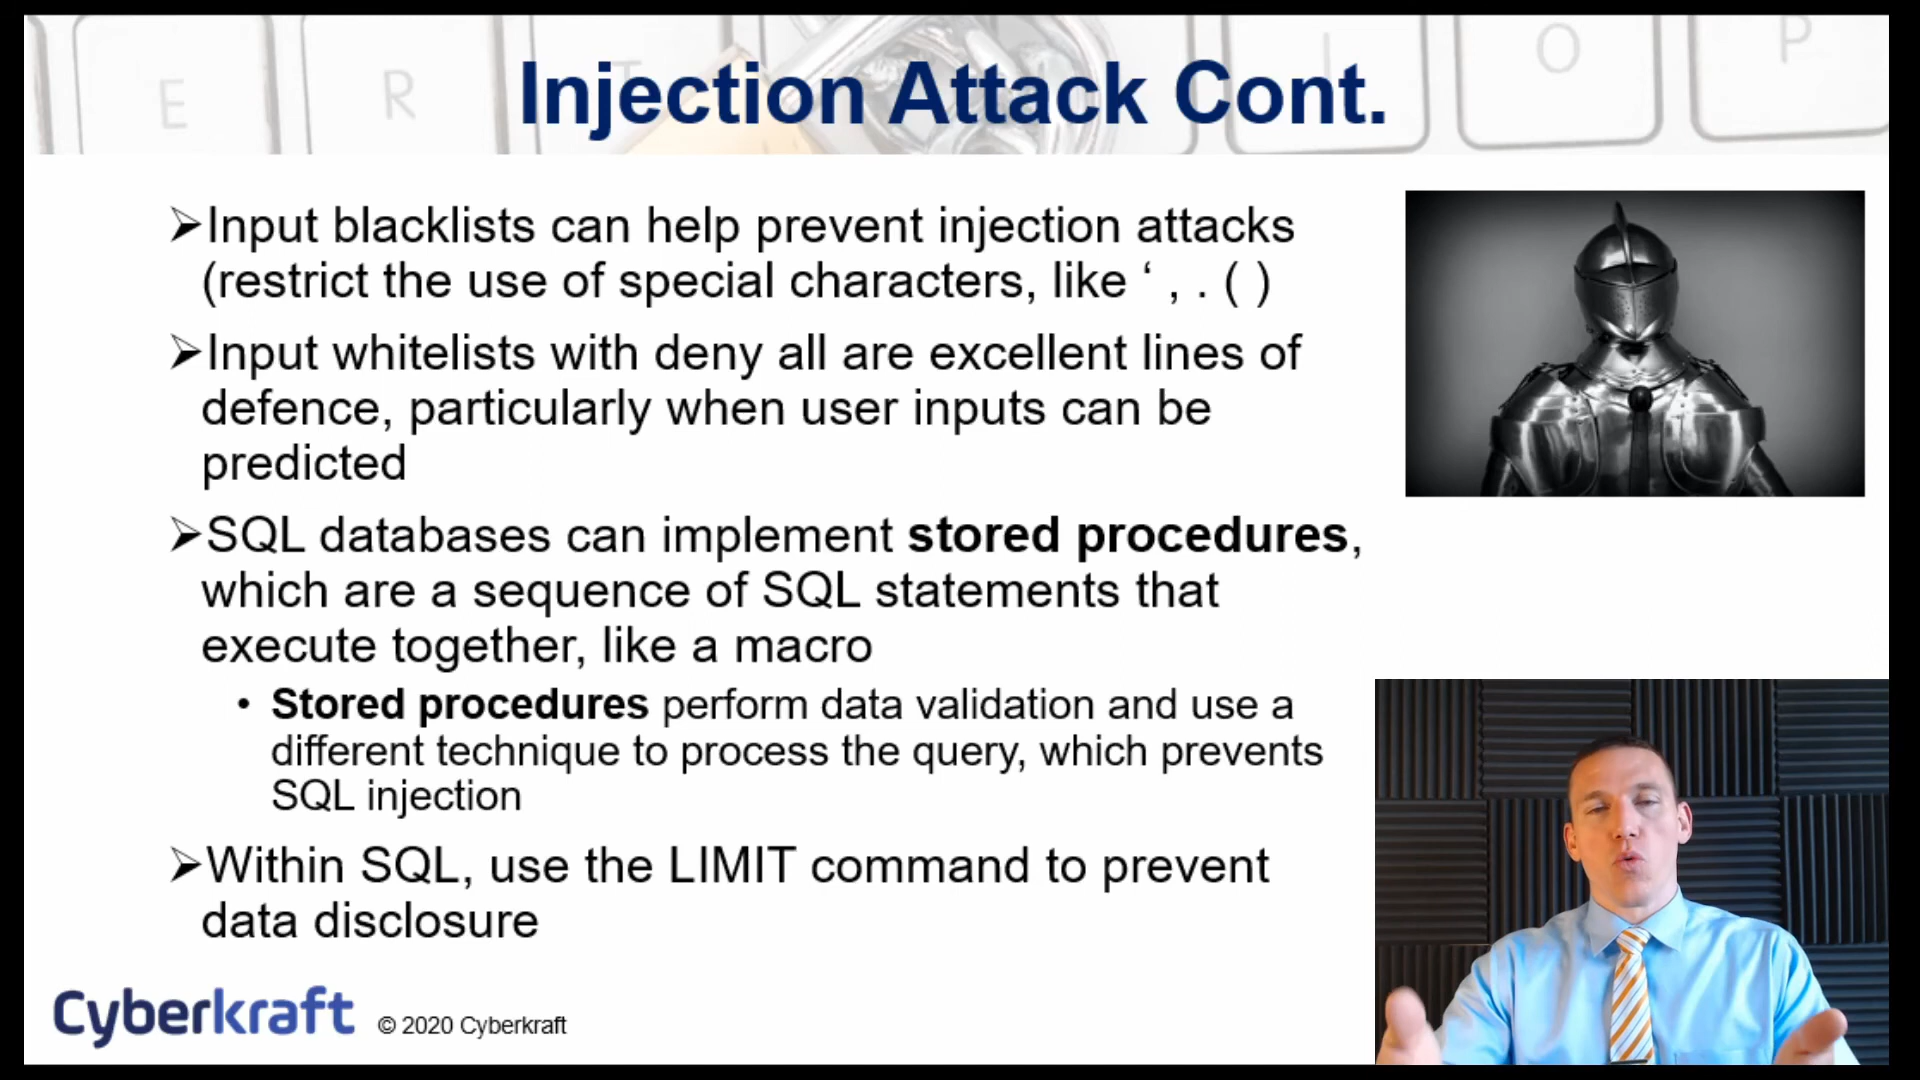 E R T I O P
Injection Attack Cont.
➢Input blacklists can help prevent injection attacks
(restrict the use of special characters, like ‘ , . ( )
➢Input whitelists with deny all are excellent lines of
defence, particularly when user inputs can be
predicted
➢SQL databases can implement stored procedures,
which are a sequence of SQL statements that
execute together, like a macro
• Stored procedures perform data validation and use a
different technique to process the query, which prevents
SQL injection
➢Within SQL, use the LIMIT command to prevent
data disclosure
Cyberkraft © 2020 Cyberkraft